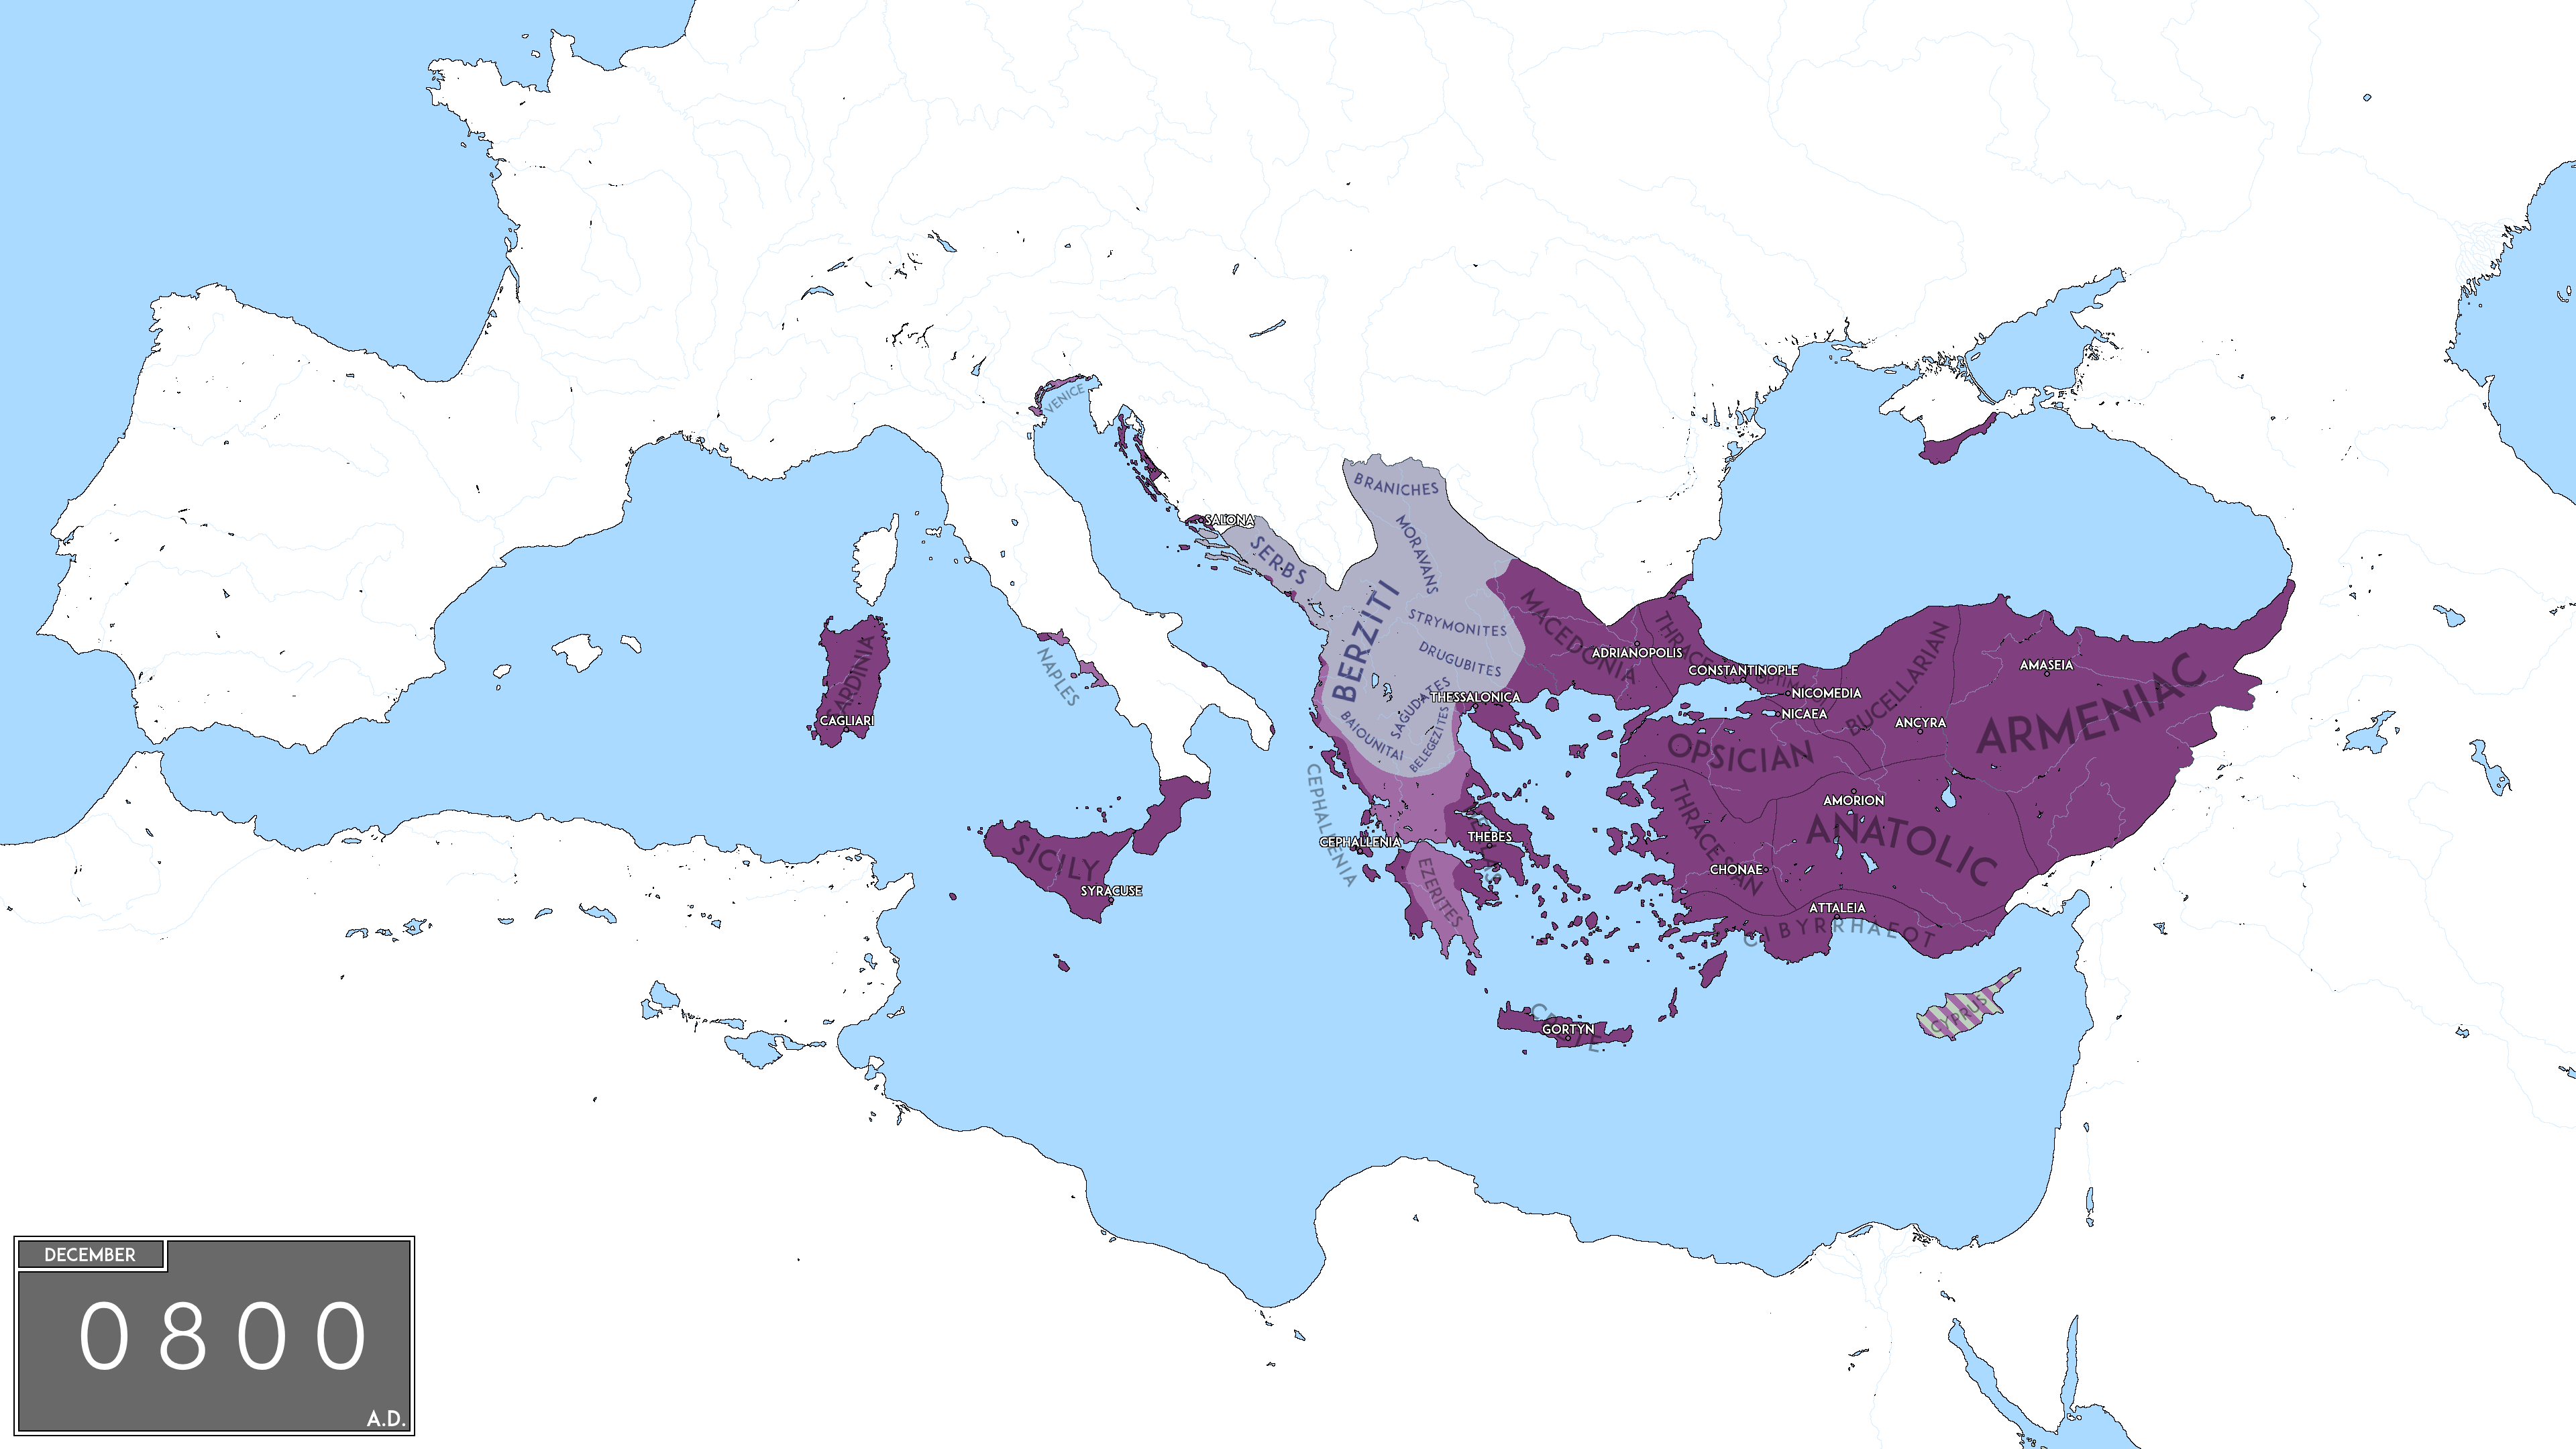 VENICE
BRANICHES
SALONA
MORAVANS
SERBS
BERZITI
STRYMONITES
MACEDONIA
THRACE
DRUGUBITES
ADRIANOPOLIS
CONSTANTINOPLE
BUCELLARIAN
AMASEIA
NAPLES
SARDINIA
SAGUDATES
THESSALONICA
NICOMEDIA
NICAEA
ANCYRA
ARMENIAC
CAGLIARI
BAIOUNITAI
BELEGEZITES
OPSICIAN
AMORION
THRACESIAN
ANATOLIC
CEPHALLENIA
CEPHALLENIA
THEBES
SICILY
SYRACUSE
EZERITES
CHONAE
ATTALEIA
CIBYRRHAEOT
CRETE
GORTYN
CYPRUS
DECEMBER
0800
A.D.